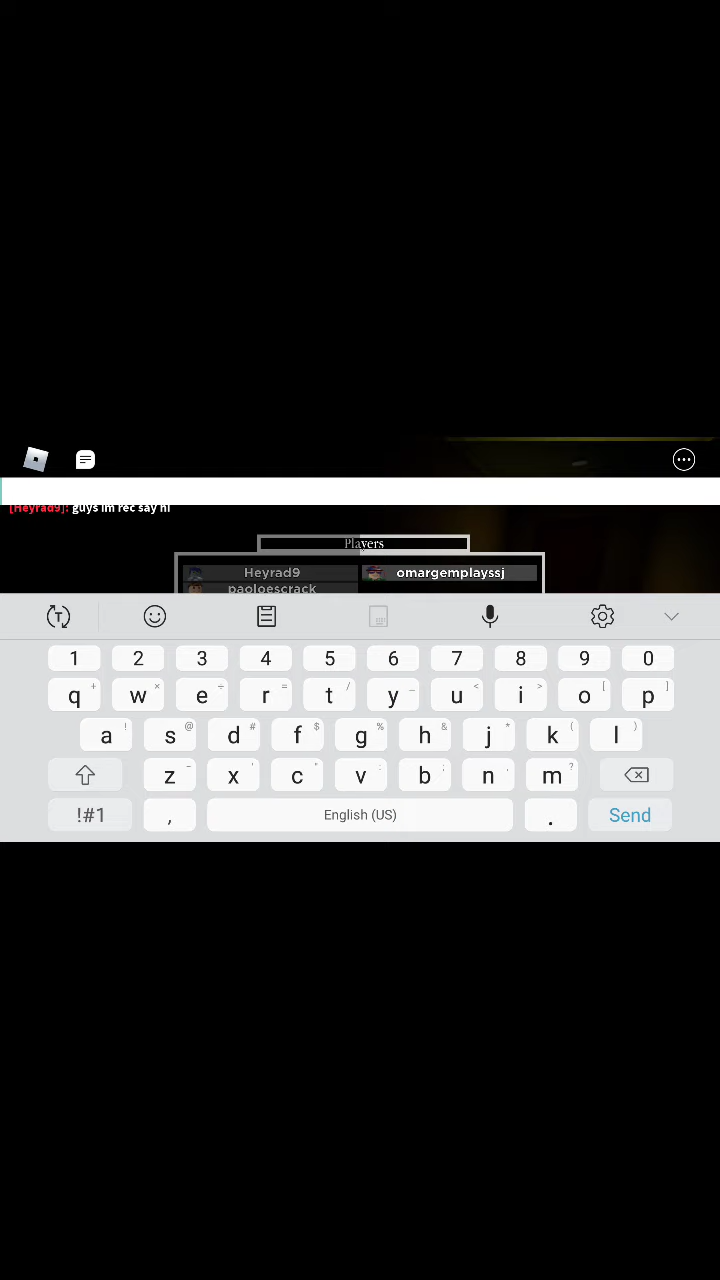 [Heyrad9]: guys im rec say hi
Players
Heyrad9 omargemplayssj
paoloescrack
1 2 3 4 5 6 7 8 9 0
q + w × e ÷ r = t / y _ u < i > o [ p ]
a ! s @ d # f $ g % h & j * k ( l )
z - x ' c " v : b ; n , m ?
!#1 , English (US) . Send